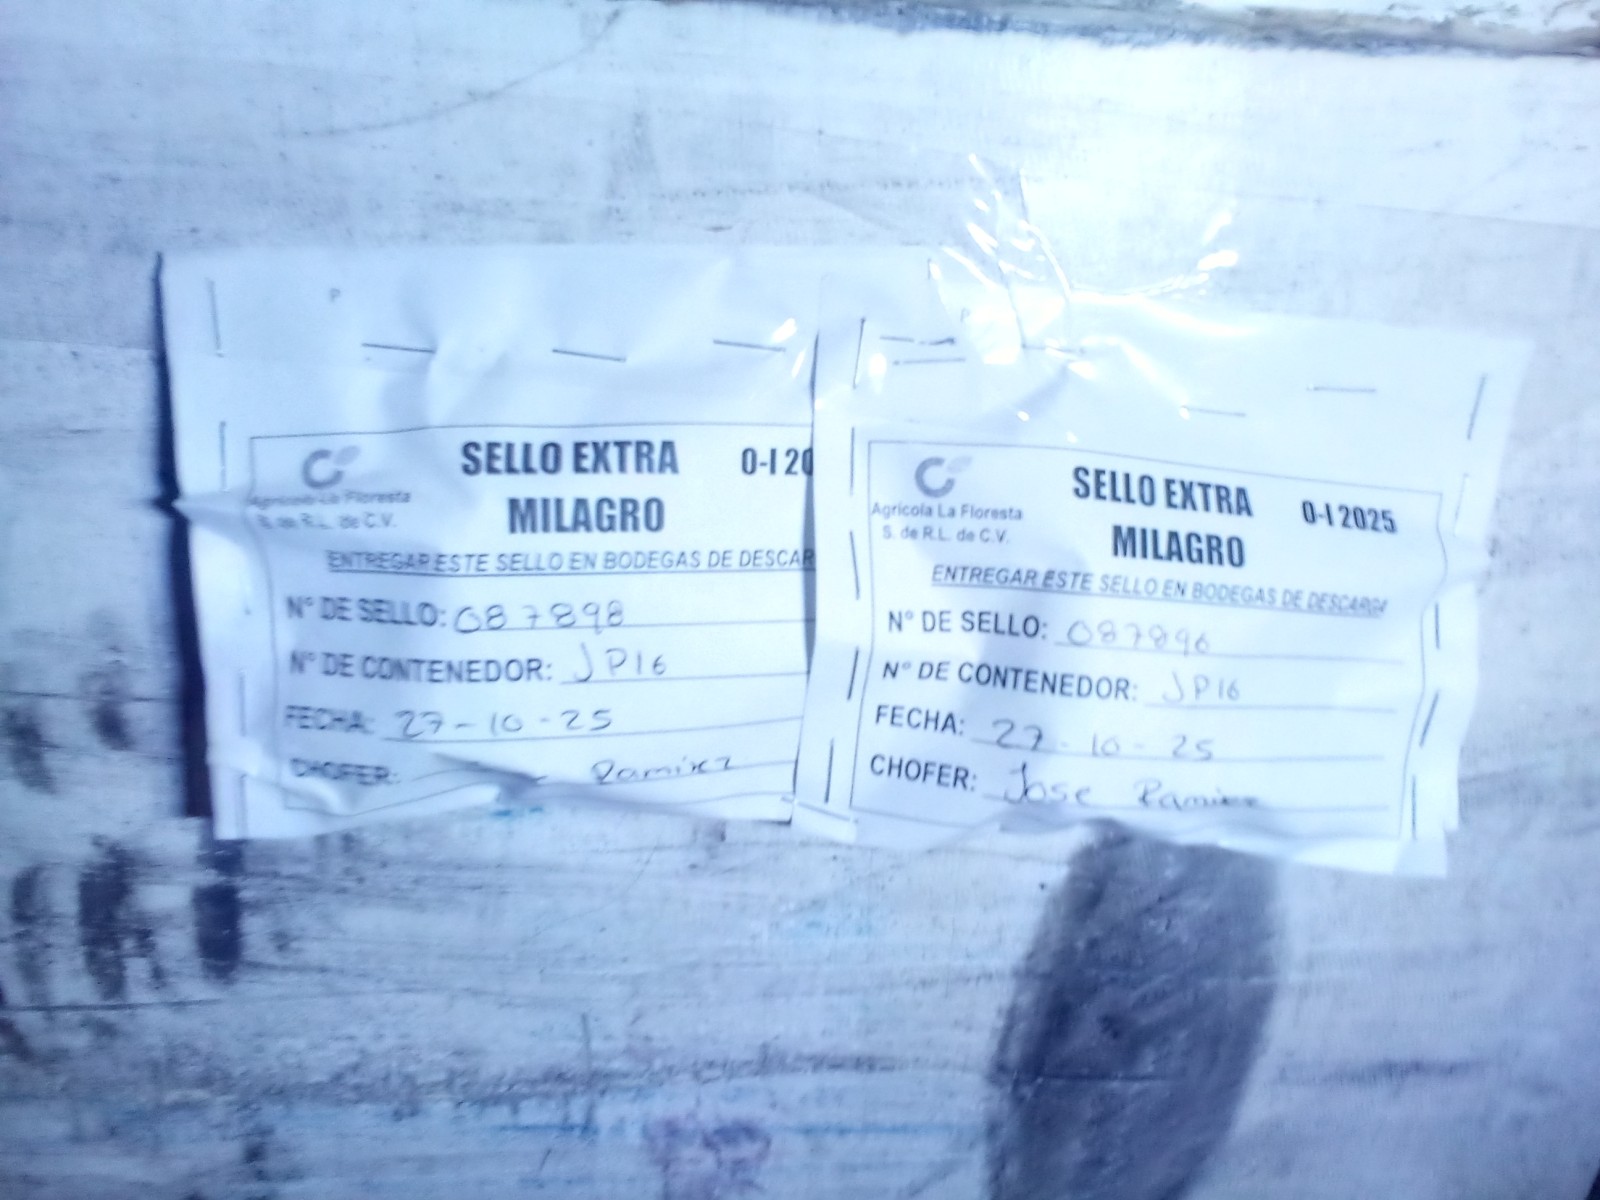 P
Agrícola La Floresta
S. de R.L. de C.V.
SELLO EXTRA
MILAGRO
O-I 20
ENTREGAR ESTE SELLO EN BODEGAS DE DESCAR
N° DE SELLO: 087898
N° DE CONTENEDOR: JP16
FECHA: 27-10-25
CHOFER: Ramirez
P
Agrícola La Floresta
S. de R.L. de C.V.
SELLO EXTRA
MILAGRO
O-I 2025
ENTREGAR ESTE SELLO EN BODEGAS DE DESCARGA
N° DE SELLO: 087896
N° DE CONTENEDOR: JP16
FECHA: 27-10-25
CHOFER: Jose Ramirez